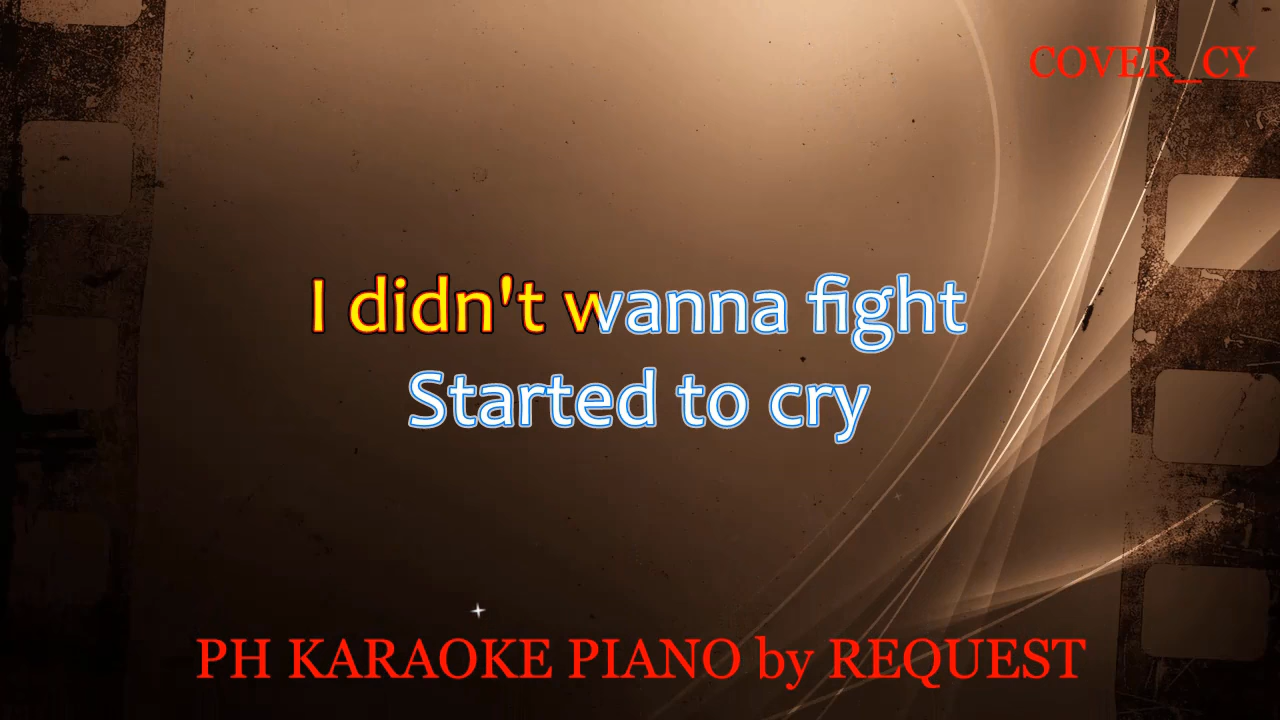 COVER_CY
I didn't wanna fight
Started to cry
PH KARAOKE PIANO by REQUEST